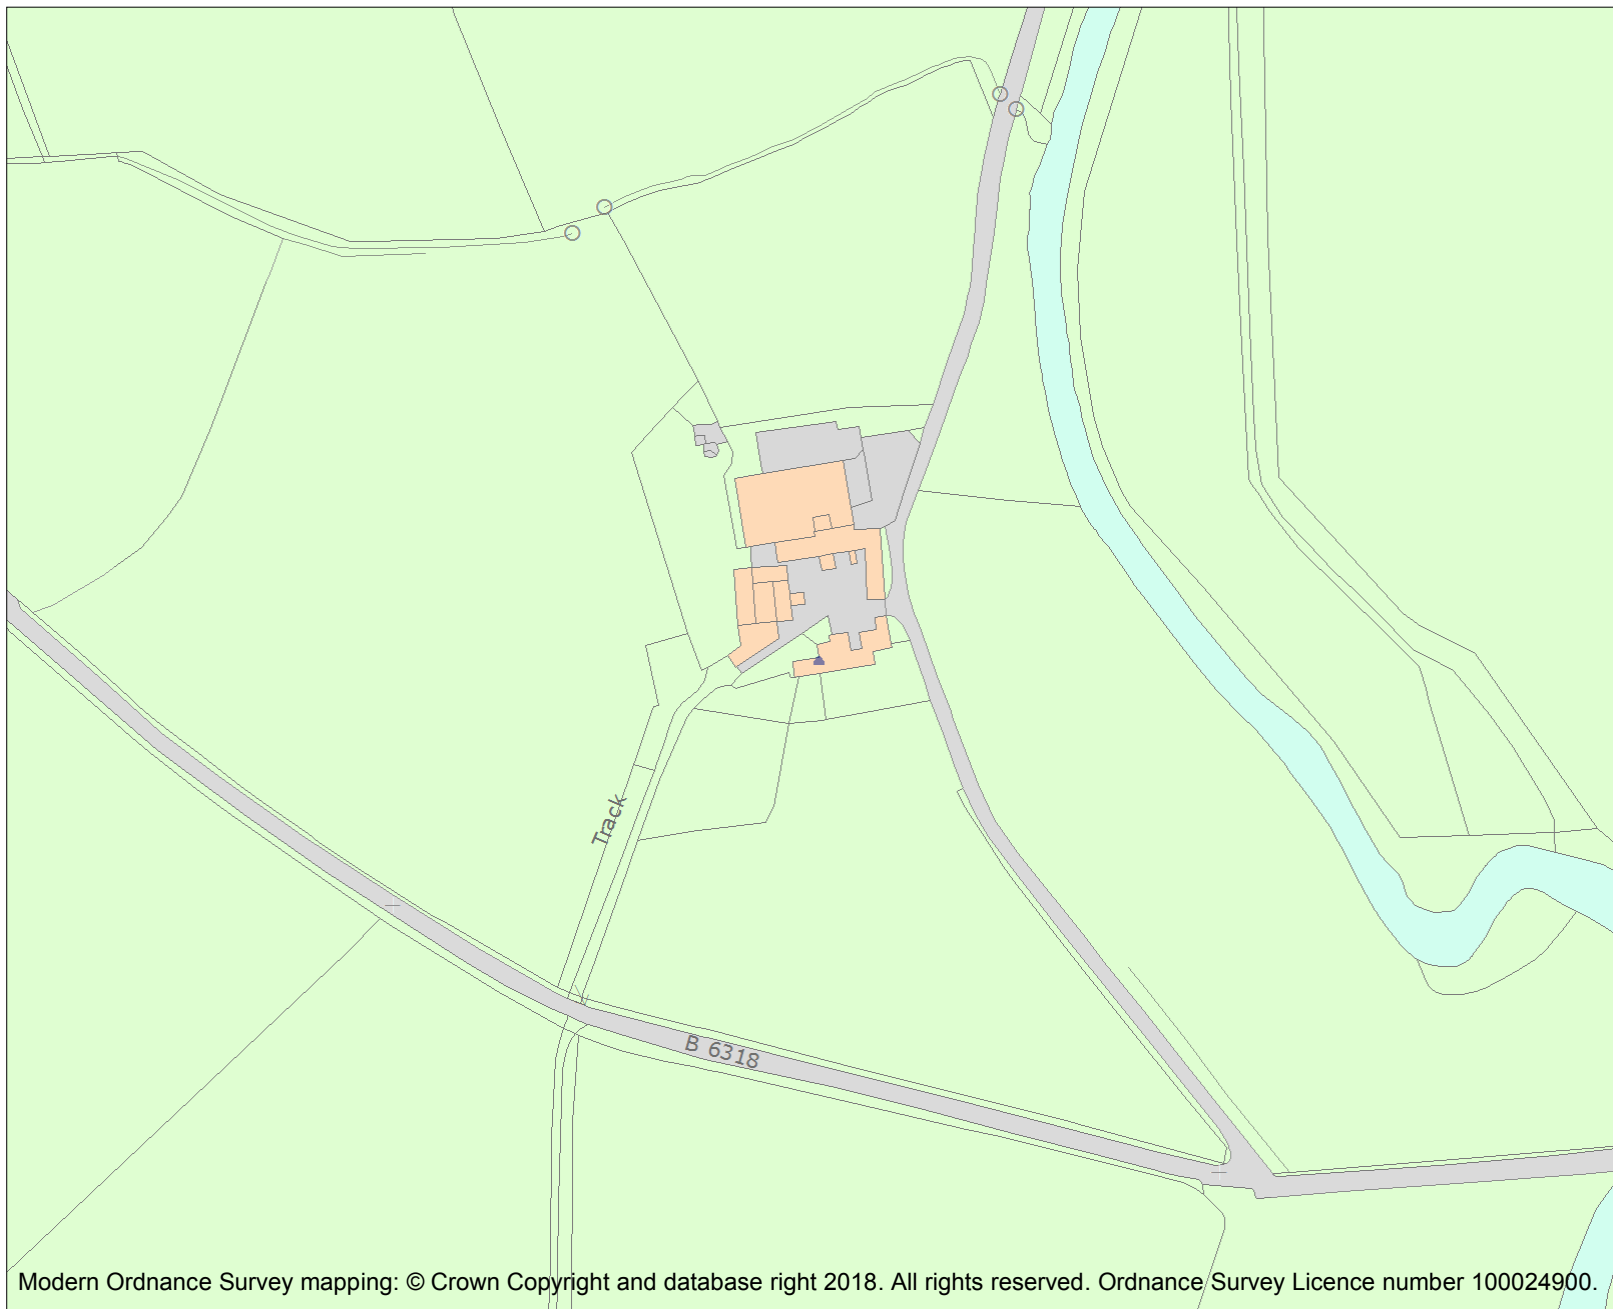 Track
B 6318
Modern Ordnance Survey mapping: © Crown Copyright and database right 2018. All rights reserved. Ordnance Survey Licence number 100024900.